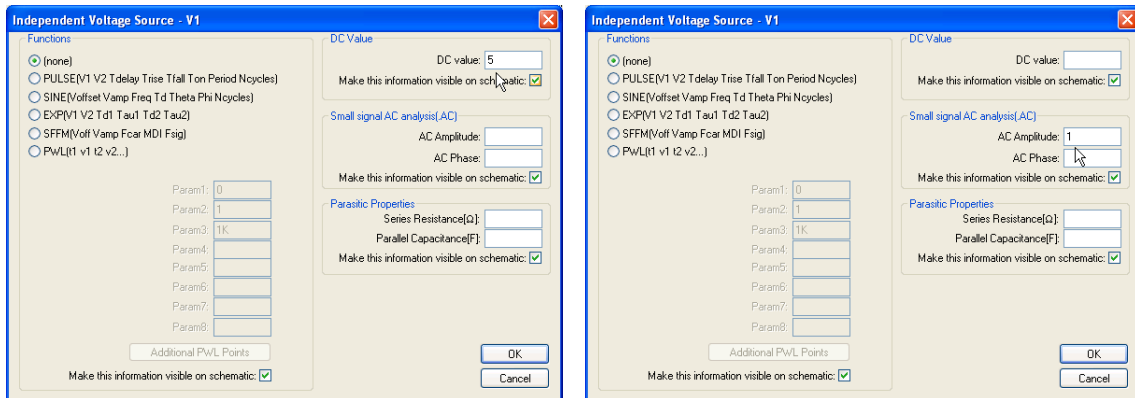 Independent Voltage Source - V1
Functions
(none)
PULSE(V1 V2 Tdelay Trise Tfall Ton Period Ncycles)
SINE(Voffset Vamp Freq Td Theta Phi Ncycles)
EXP(V1 V2 Td1 Tau1 Td2 Tau2)
SFFM(Voff Vamp Fcar MDI Fsig)
PWL(t1 v1 t2 v2...)
Param1: 0
Param2: 1
Param3: 1K
Param4:
Param5:
Param6:
Param7:
Param8:
Additional PWL Points
Make this information visible on schematic:
DC Value
DC value: 5
Make this information visible on schematic:
Small signal AC analysis(.AC)
AC Amplitude:
AC Phase:
Make this information visible on schematic:
Parasitic Properties
Series Resistance[Ω]:
Parallel Capacitance[F]:
Make this information visible on schematic:
OK
Cancel
Independent Voltage Source - V1
Functions
(none)
PULSE(V1 V2 Tdelay Trise Tfall Ton Period Ncycles)
SINE(Voffset Vamp Freq Td Theta Phi Ncycles)
EXP(V1 V2 Td1 Tau1 Td2 Tau2)
SFFM(Voff Vamp Fcar MDI Fsig)
PWL(t1 v1 t2 v2...)
Param1: 0
Param2: 1
Param3: 1K
Param4:
Param5:
Param6:
Param7:
Param8:
Additional PWL Points
Make this information visible on schematic:
DC Value
DC value:
Make this information visible on schematic:
Small signal AC analysis(.AC)
AC Amplitude: 1
AC Phase:
Make this information visible on schematic:
Parasitic Properties
Series Resistance[Ω]:
Parallel Capacitance[F]:
Make this information visible on schematic:
OK
Cancel